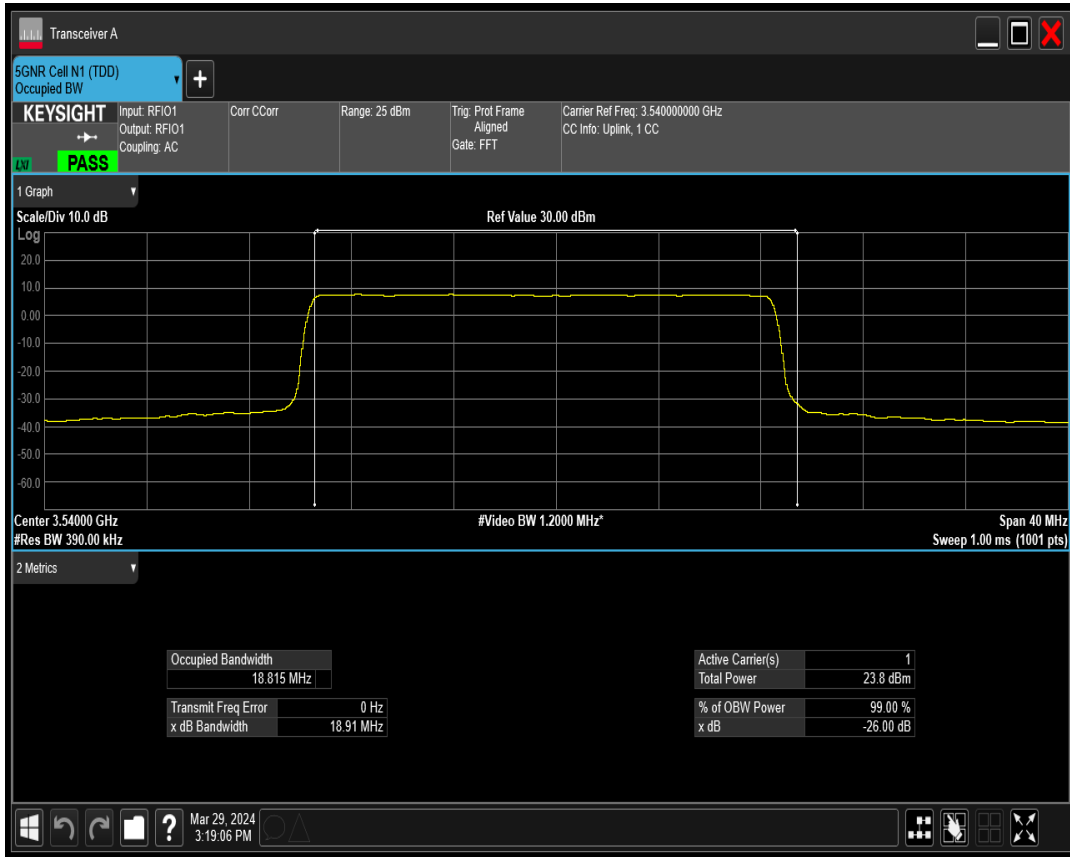 Transceiver A
5GNR Cell N1 (TDD)
Occupied BW
+
KEYSIGHT
LXI
PASS
Input: RFIO1
Output: RFIO1
Coupling: AC
Corr CCorr
Range: 25 dBm
Trig: Prot Frame
Aligned
Gate: FFT
Carrier Ref Freq: 3.540000000 GHz
CC Info: Uplink, 1 CC
1 Graph
Scale/Div 10.0 dB
Ref Value 30.00 dBm
Log
20.0
10.0
0.00
-10.0
-20.0
-30.0
-40.0
-50.0
-60.0
Center 3.54000 GHz
#Video BW 1.2000 MHz*
Span 40 MHz
#Res BW 390.00 kHz
Sweep 1.00 ms (1001 pts)
2 Metrics
Occupied Bandwidth
18.815 MHz
Transmit Freq Error 0 Hz
x dB Bandwidth 18.91 MHz
Active Carrier(s) 1
Total Power 23.8 dBm
% of OBW Power 99.00 %
x dB -26.00 dB
?
Mar 29, 2024
3:19:06 PM